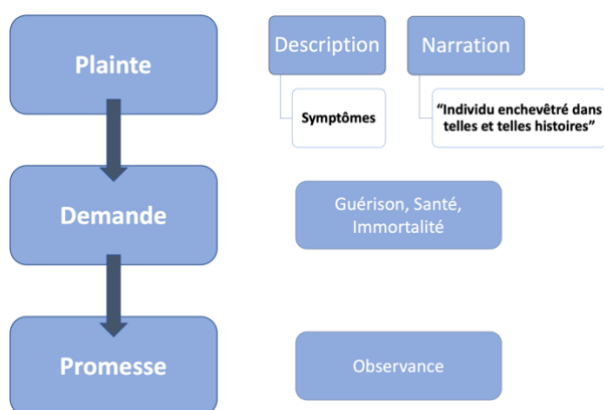 Plainte
Description
Narration
Symptômes
“Individu enchevêtré dans
telles et telles histoires”
Demande
Guérison, Santé,
Immortalité
Promesse
Observance